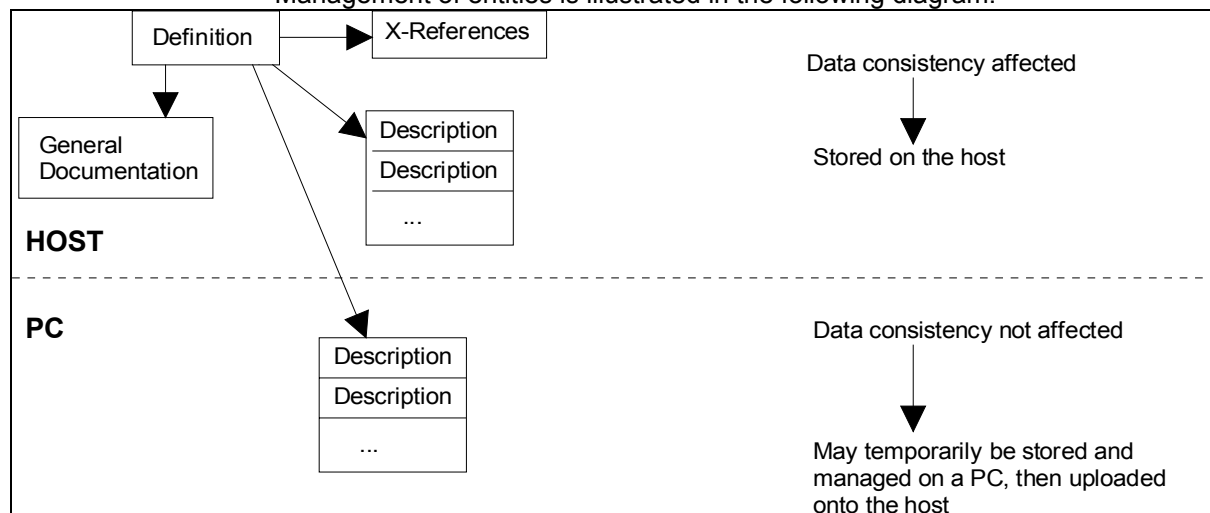 Management of entities is illustrated in the following diagram:
Definition
X-References
General
Documentation
Description
Description
...
Data consistency affected
Stored on the host
HOST
PC
Description
Description
...
Data consistency not affected
May temporarily be stored and
managed on a PC, then uploaded
onto the host